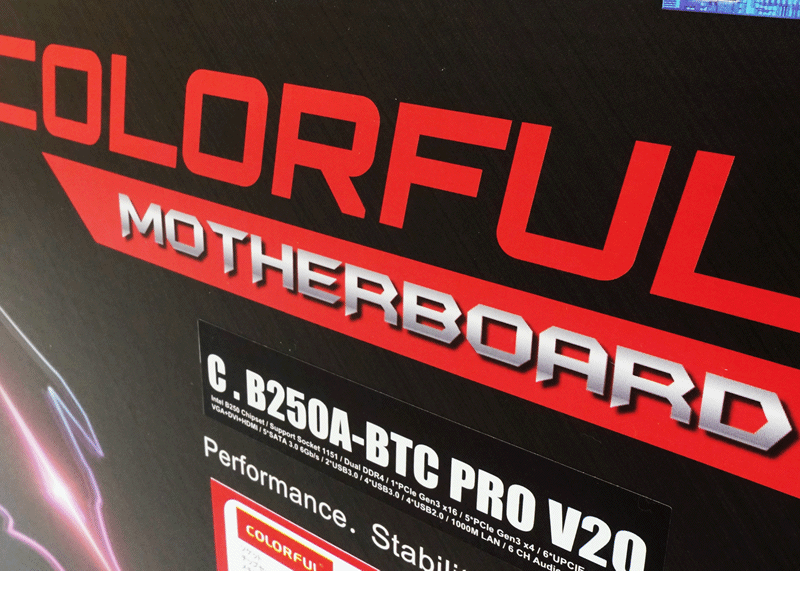 COLORFUL
MOTHERBOARD
C.B250A-BTC PRO V20
Intel B250 Chipset / Support Socket 1151 / Dual DDR4 / 1*PCIe Gen3 x16 / 5*PCIe Gen3 x4 / 6*UPCIE
VGA+DVI+HDMI / 5*SATA 3.0 6Gb/s / 2*USB3.0 / 4*USB3.0 / 4*USB2.0 / 1000M LAN / 6 CH Audio
Performance. Stabili
COLORFUL